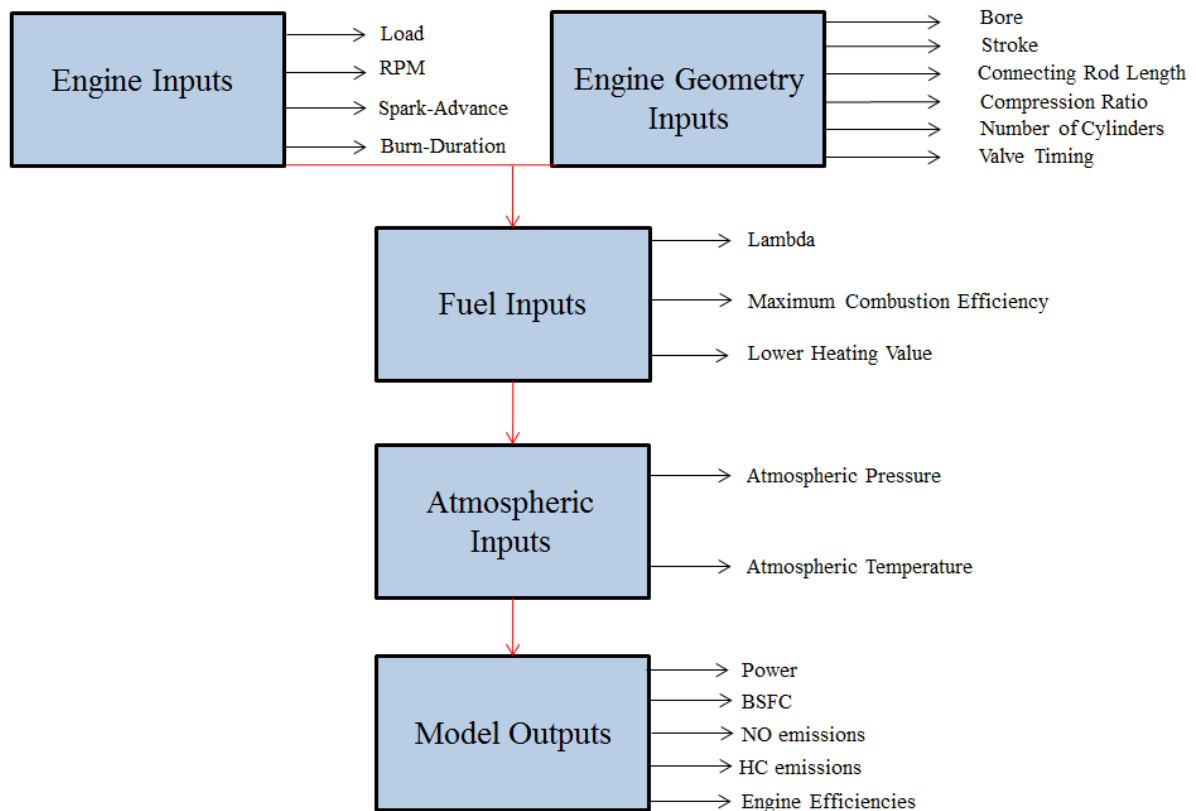 Engine Inputs
Load
RPM
Spark-Advance
Burn-Duration
Engine Geometry
Inputs
Bore
Stroke
Connecting Rod Length
Compression Ratio
Number of Cylinders
Valve Timing
Fuel Inputs
Lambda
Maximum Combustion Efficiency
Lower Heating Value
Atmospheric
Inputs
Atmospheric Pressure
Atmospheric Temperature
Model Outputs
Power
BSFC
NO emissions
HC emissions
Engine Efficiencies